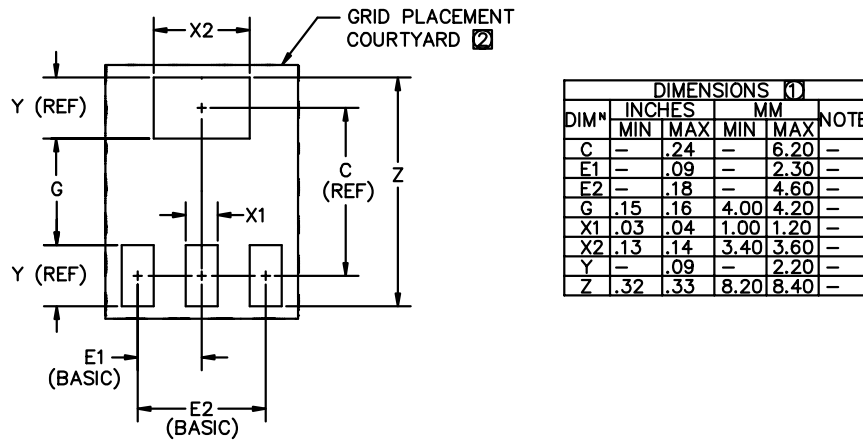 GRID PLACEMENT
COURTYARD 2
X2
Y (REF)
G
C
(REF)
Z
X1
Y (REF)
E1
(BASIC)
E2
(BASIC)
DIMENSIONS 1
DIMN INCHES MM NOTE
MIN MAX MIN MAX
C – .24 – 6.20 –
E1 – .09 – 2.30 –
E2 – .18 – 4.60 –
G .15 .16 4.00 4.20 –
X1 .03 .04 1.00 1.20 –
X2 .13 .14 3.40 3.60 –
Y – .09 – 2.20 –
Z .32 .33 8.20 8.40 –